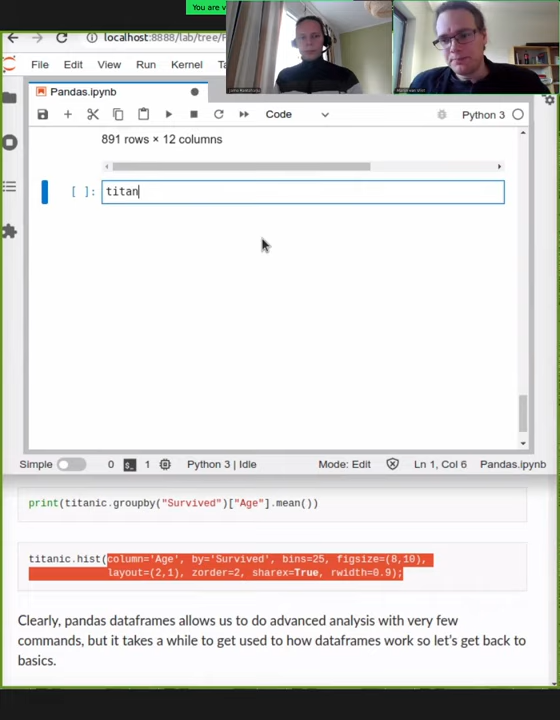 You are v
localhost:8888/lab/tree/
Pandas.ipynb
File Edit View Run Kernel
Code
Python 3
891 rows × 12 columns
[ ]: titan
Simple 0 1 Python 3 | Idle Mode: Edit Ln 1, Col 6 Pandas.ipynb
print(titanic.groupby("Survived")["Age"].mean())
titanic.hist(column='Age', by='Survived', bins=25, figsize=(8,10),
layout=(2,1), zorder=2, sharex=True, rwidth=0.9);
Clearly, pandas dataframes allows us to do advanced analysis with very few
commands, but it takes a while to get used to how dataframes work so let's get back to
basics.